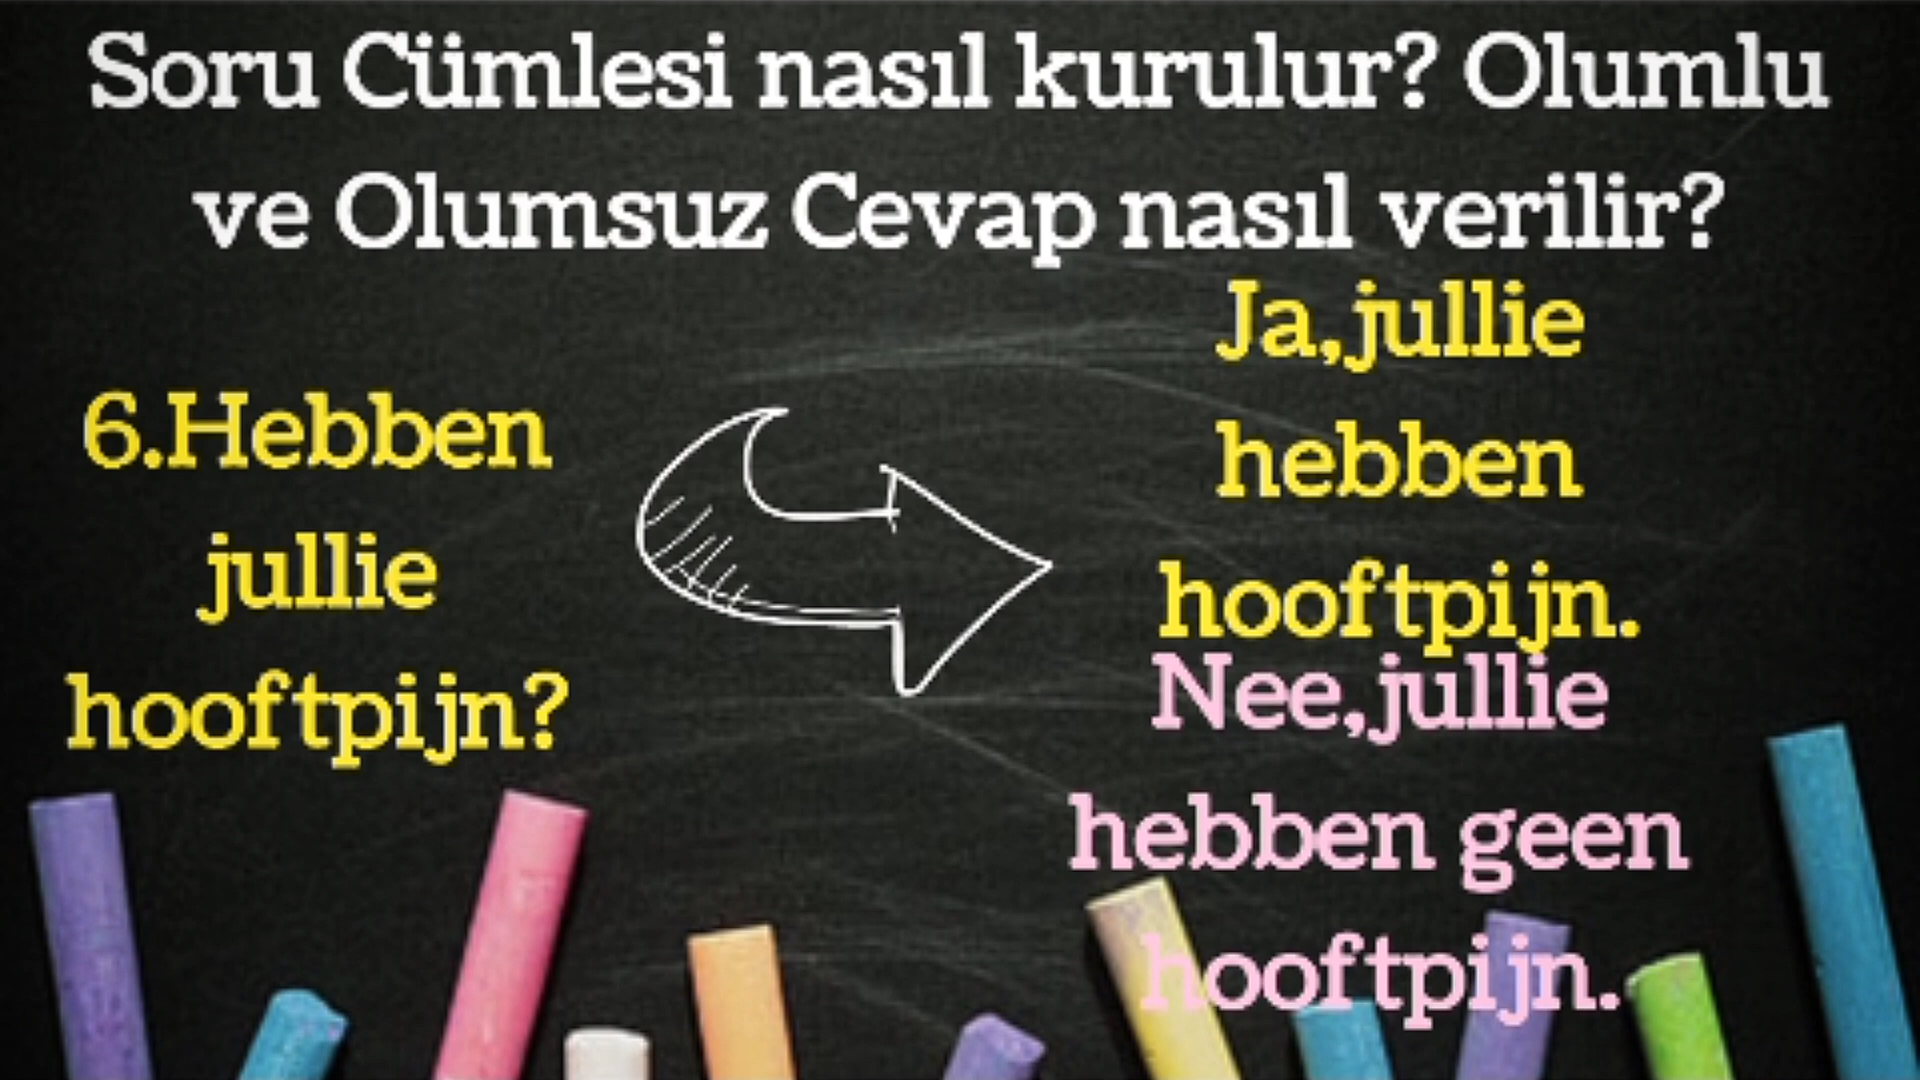 Soru Cümlesi nasıl kurulur? Olumlu
ve Olumsuz Cevap nasıl verilir?
6.Hebben
jullie
hooftpijn?
Ja,jullie
hebben
hooftpijn.
Nee,jullie
hebben geen
hooftpijn.